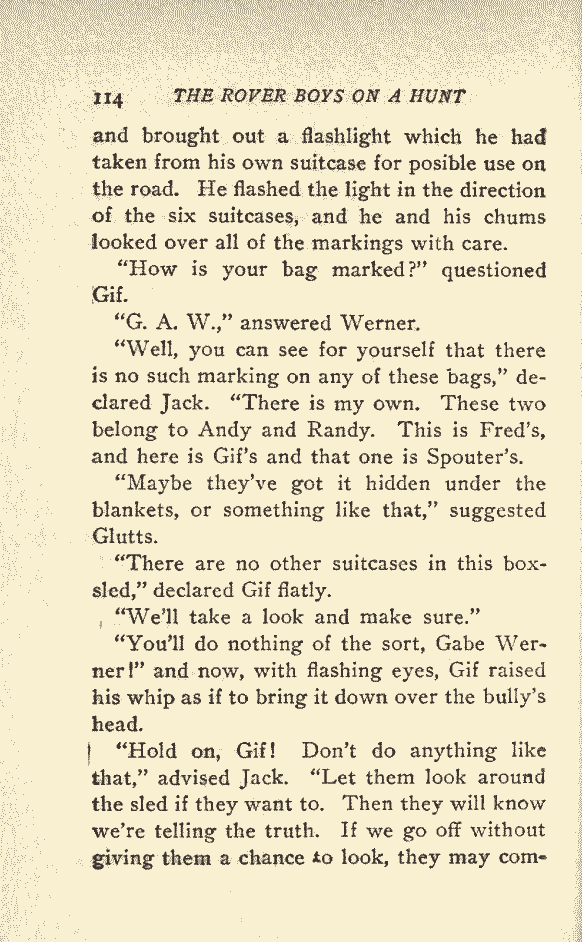 114 THE ROVER BOYS ON A HUNT
and brought out a flashlight which he had
taken from his own suitcase for posible use on
the road. He flashed the light in the direction
of the six suitcases, and he and his chums
looked over all of the markings with care.
“How is your bag marked?” questioned
Gif.
“G. A. W.,” answered Werner.
“Well, you can see for yourself that there
is no such marking on any of these bags,” de-
clared Jack. “There is my own. These two
belong to Andy and Randy. This is Fred’s,
and here is Gif’s and that one is Spouter’s.
“Maybe they’ve got it hidden under the
blankets, or something like that,” suggested
Glutts.
“There are no other suitcases in this box-
sled,” declared Gif flatly.
“We’ll take a look and make sure.”
“You’ll do nothing of the sort, Gabe Wer-
ner!” and now, with flashing eyes, Gif raised
his whip as if to bring it down over the bully’s
head.
“Hold on, Gif! Don’t do anything like
that,” advised Jack. “Let them look around
the sled if they want to. Then they will know
we’re telling the truth. If we go off without
giving them a chance to look, they may com-